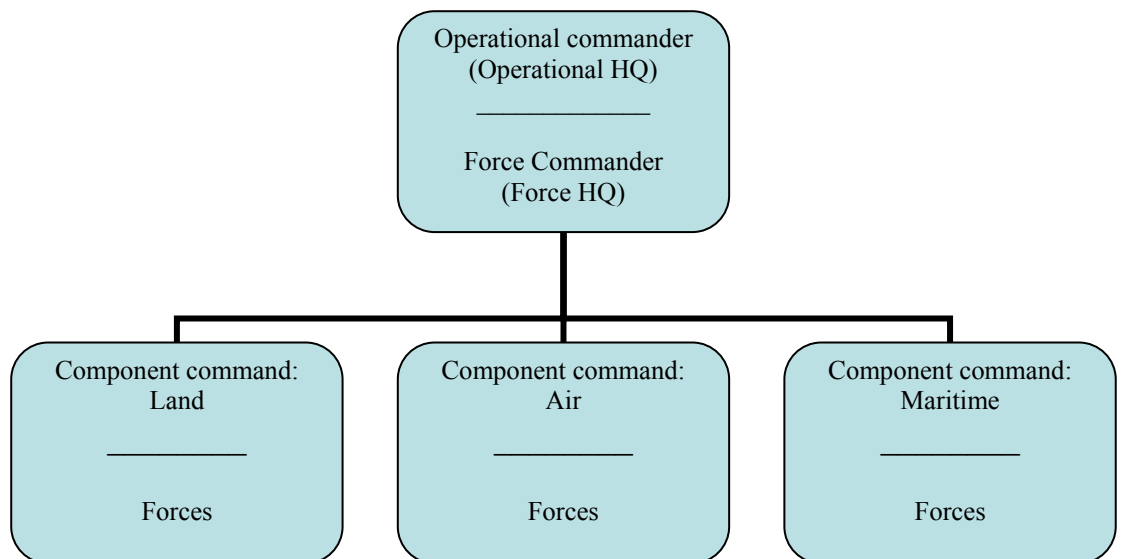 Operational commander
(Operational HQ)
Force Commander
(Force HQ)
Component command:
Land
Forces
Component command:
Air
Forces
Component command:
Maritime
Forces